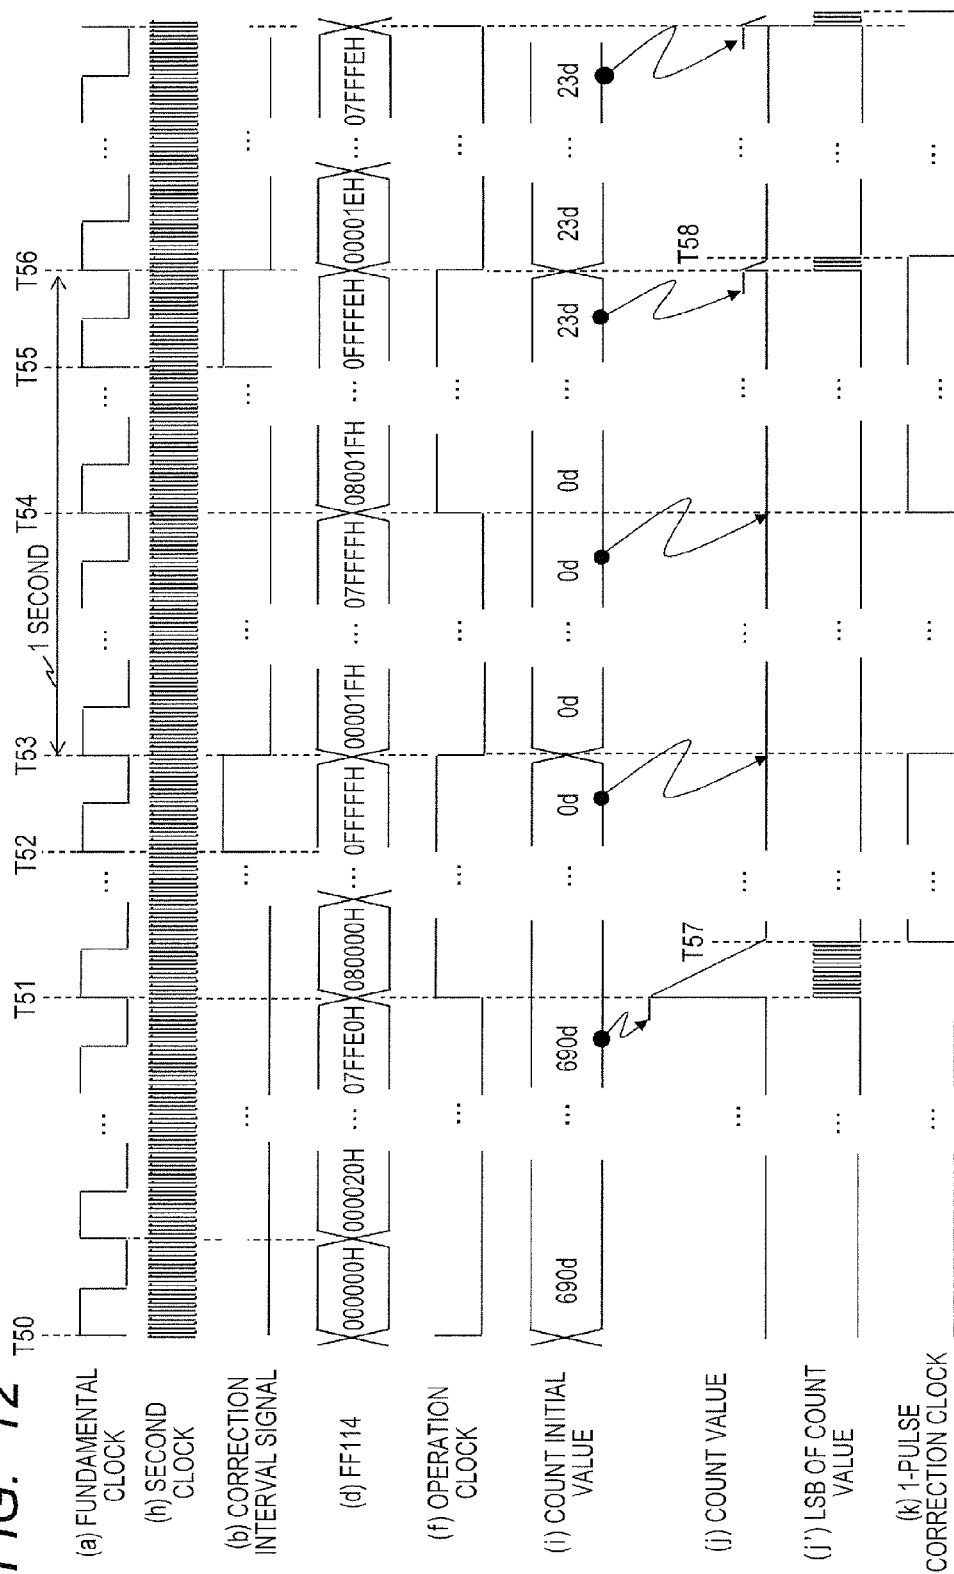 FIG. 12
T50
T51
T52
T53
T54
T55
T56
1 SECOND
(a) FUNDAMENTAL
CLOCK
... ... ... ...
(h) SECOND
CLOCK
(b) CORRECTION
INTERVAL SIGNAL
... ... ... ... ...
(d) FF114
000000H 000020H ... 07FFE0H 080000H ... 0FFFFFH 00001FH ... 07FFFFH 08001FH ... 0FFFFEH 00001EH ... 07FFFEH
(f) OPERATION
CLOCK
... ... ... ... ...
(i) COUNT INITIAL
VALUE
690d ... 690d ... 0d 0d ... 0d 0d ... 23d 23d ... 23d
(j) COUNT VALUE
... T57 ... ... ... T58 ...
(j') LSB OF COUNT
VALUE
... ... ... ... ...
(k) 1-PULSE
CORRECTION CLOCK
... ... ... ... ...